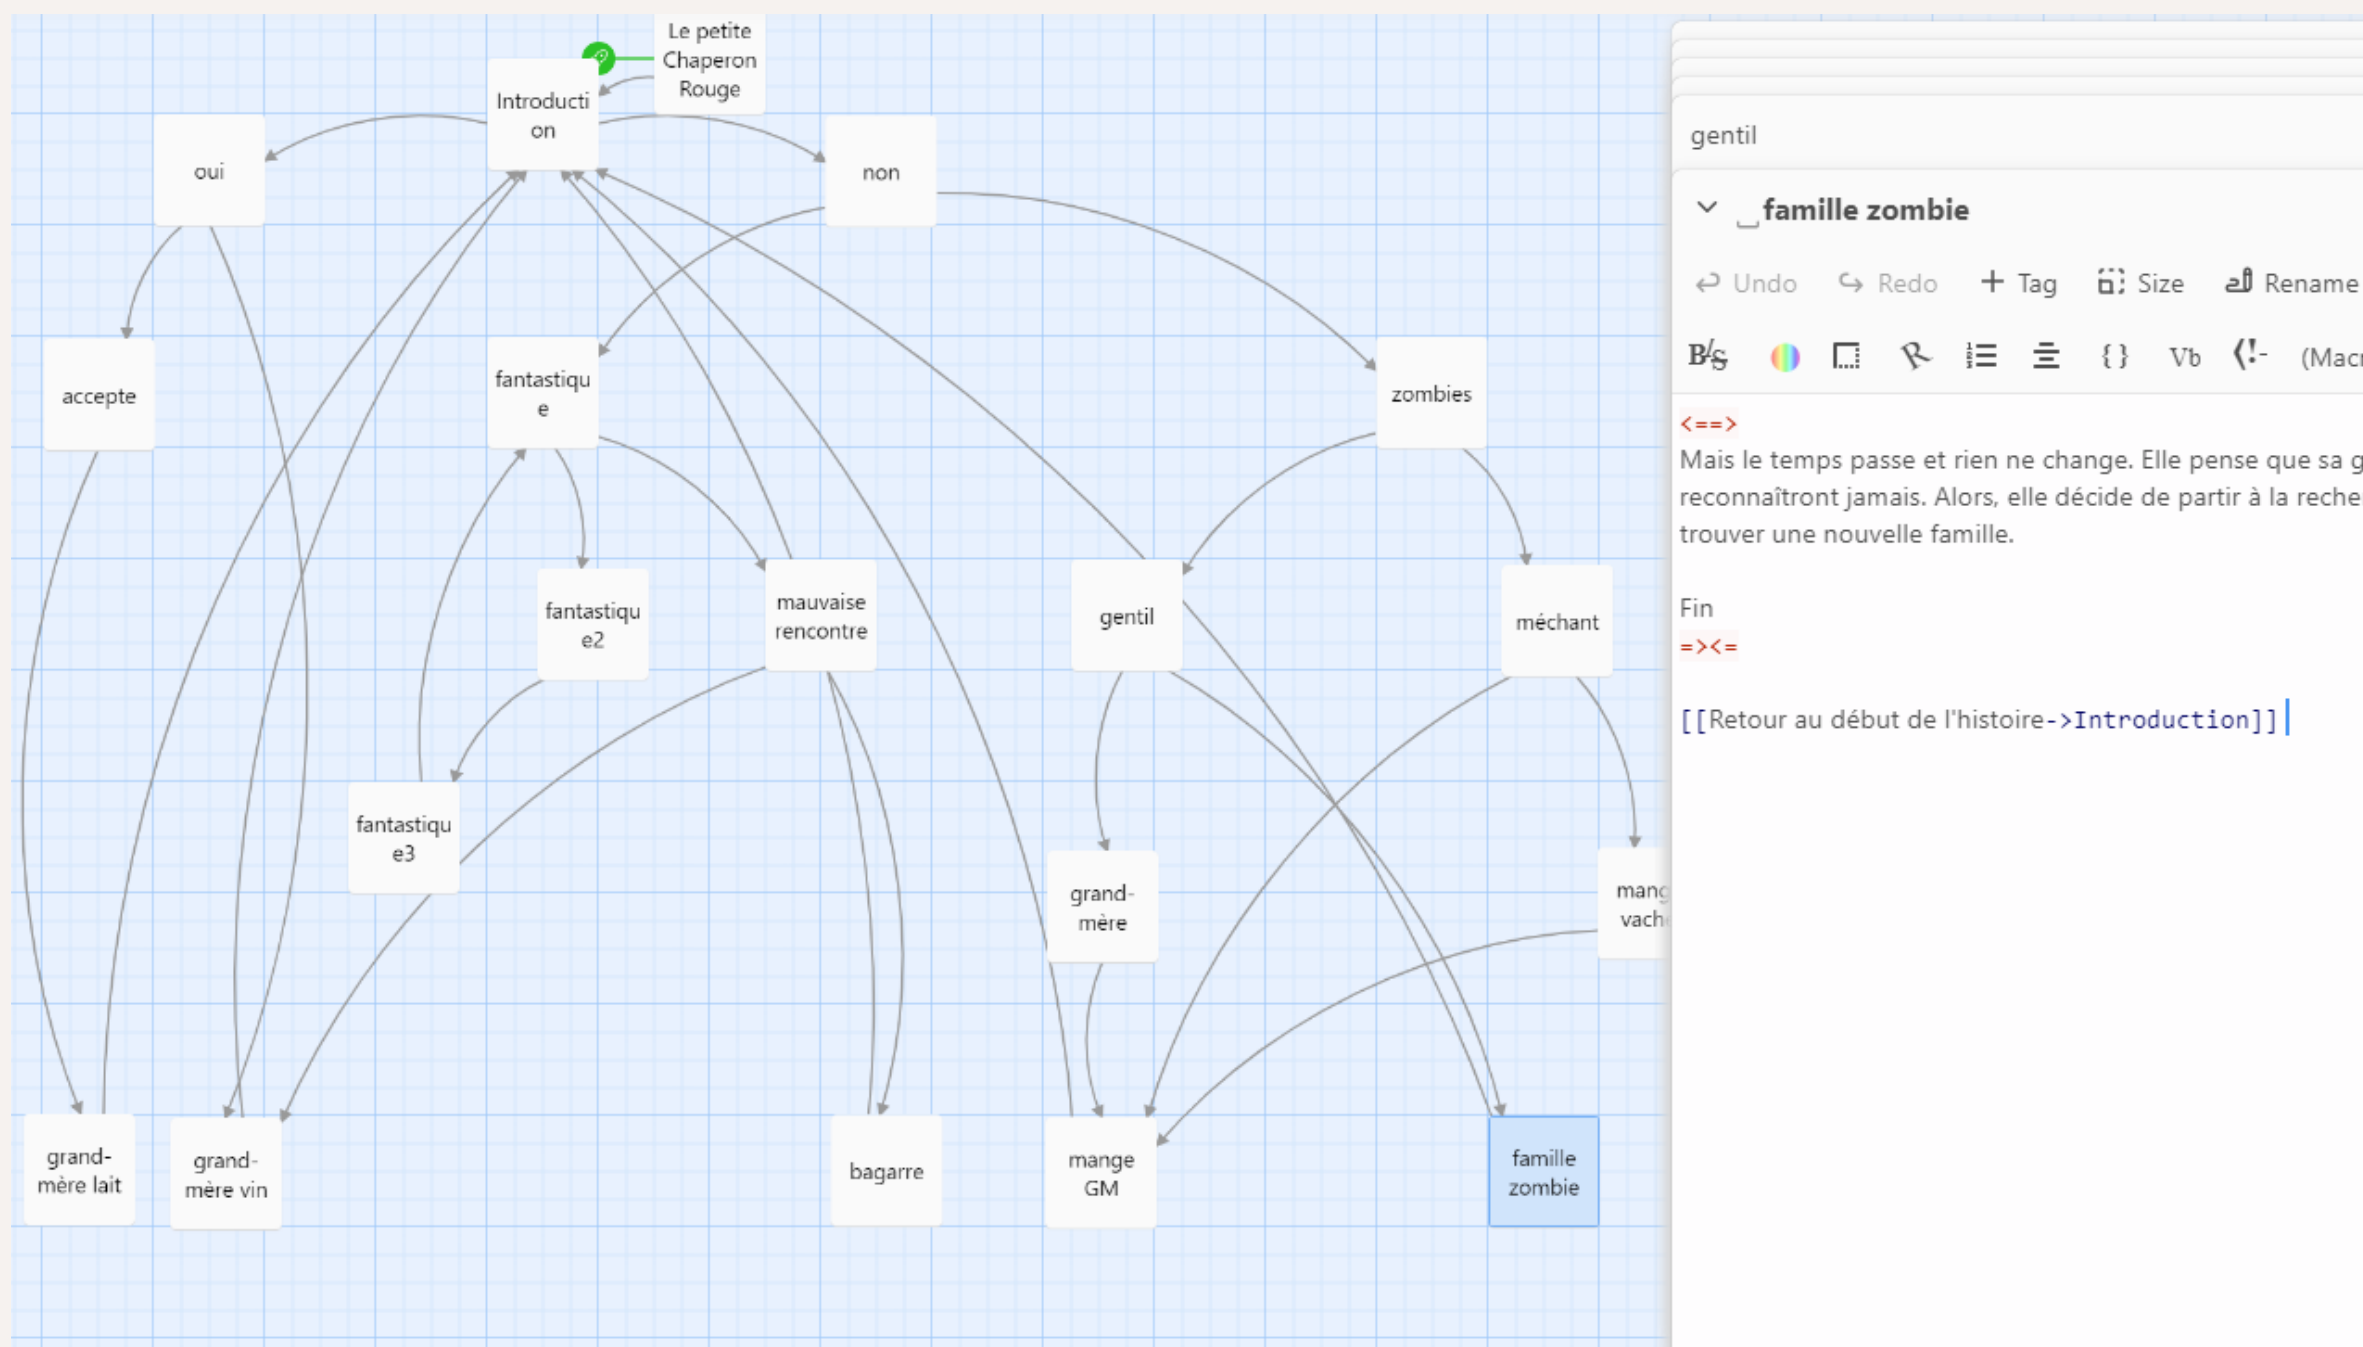 Le petite
Chaperon
Rouge
Introducti
on
oui
non
accepte
fantastiqu
e
zombies
fantastiqu
e2
mauvaise
rencontre
gentil
méchant
fantastiqu
e3
grand-
mère
grand-
mère lait
grand-
mère vin
bagarre
mange
GM
famille
zombie
gentil
famille zombie
Undo Redo + Tag Size Rename
{ } Vb
<==>
Mais le temps passe et rien ne change. Elle pense que sa
reconnaîtront jamais. Alors, elle décide de partir à la
trouver une nouvelle famille.
Fin
=><=
[[Retour au début de l'histoire->Introduction]]